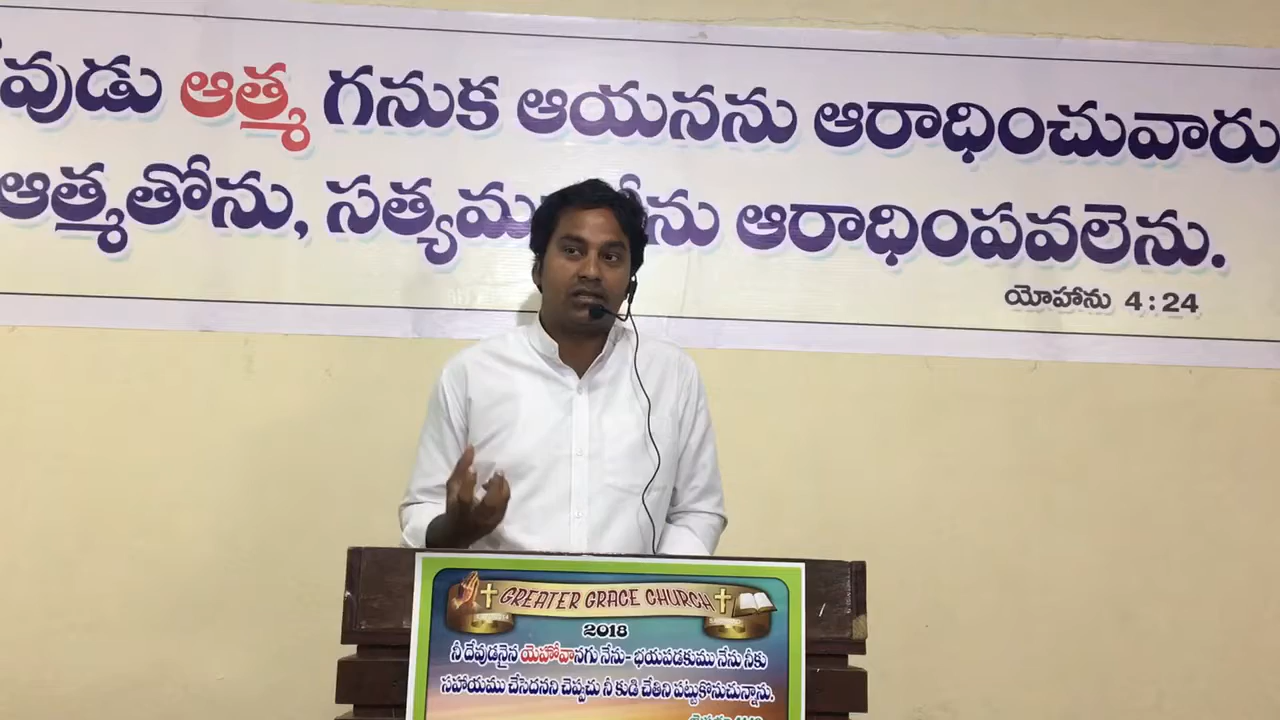 వుడు ఆత్మ గనుక ఆయనను ఆరాధించువారు
ఆత్మతోను, సత్యము ను ఆరాధింపవలెను.
యోహాను 4:24
GREATER GRACE CHURCH
2018
నీ దేవుడనైన యెహోవానగు నేను- భయపడకుము నేను నీకు
సహాయము చేసెదనని చెప్పుచు నీ కుడి చేతిని పట్టుకొనుచున్నాను.